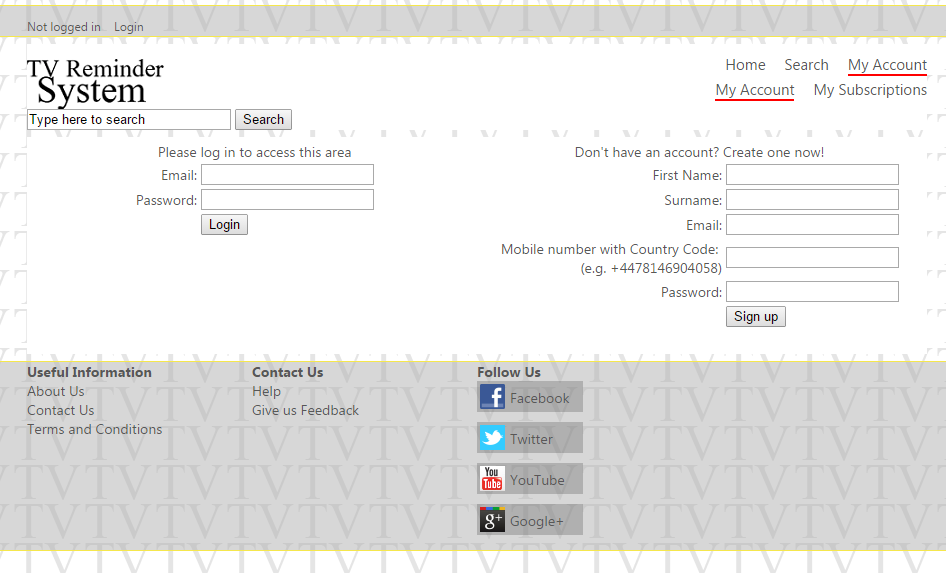 Not logged in Login
TV Reminder
System
Home Search My Account
My Account My Subscriptions
Type here to search Search
Please log in to access this area
Email:
Password:
Login
Don't have an account? Create one now!
First Name:
Surname:
Email:
Mobile number with Country Code:
(e.g. +4478146904058)
Password:
Sign up
Useful Information
About Us
Contact Us
Terms and Conditions
Contact Us
Help
Give us Feedback
Follow Us
f Facebook
Twitter
You
Tube YouTube
g+ Google+